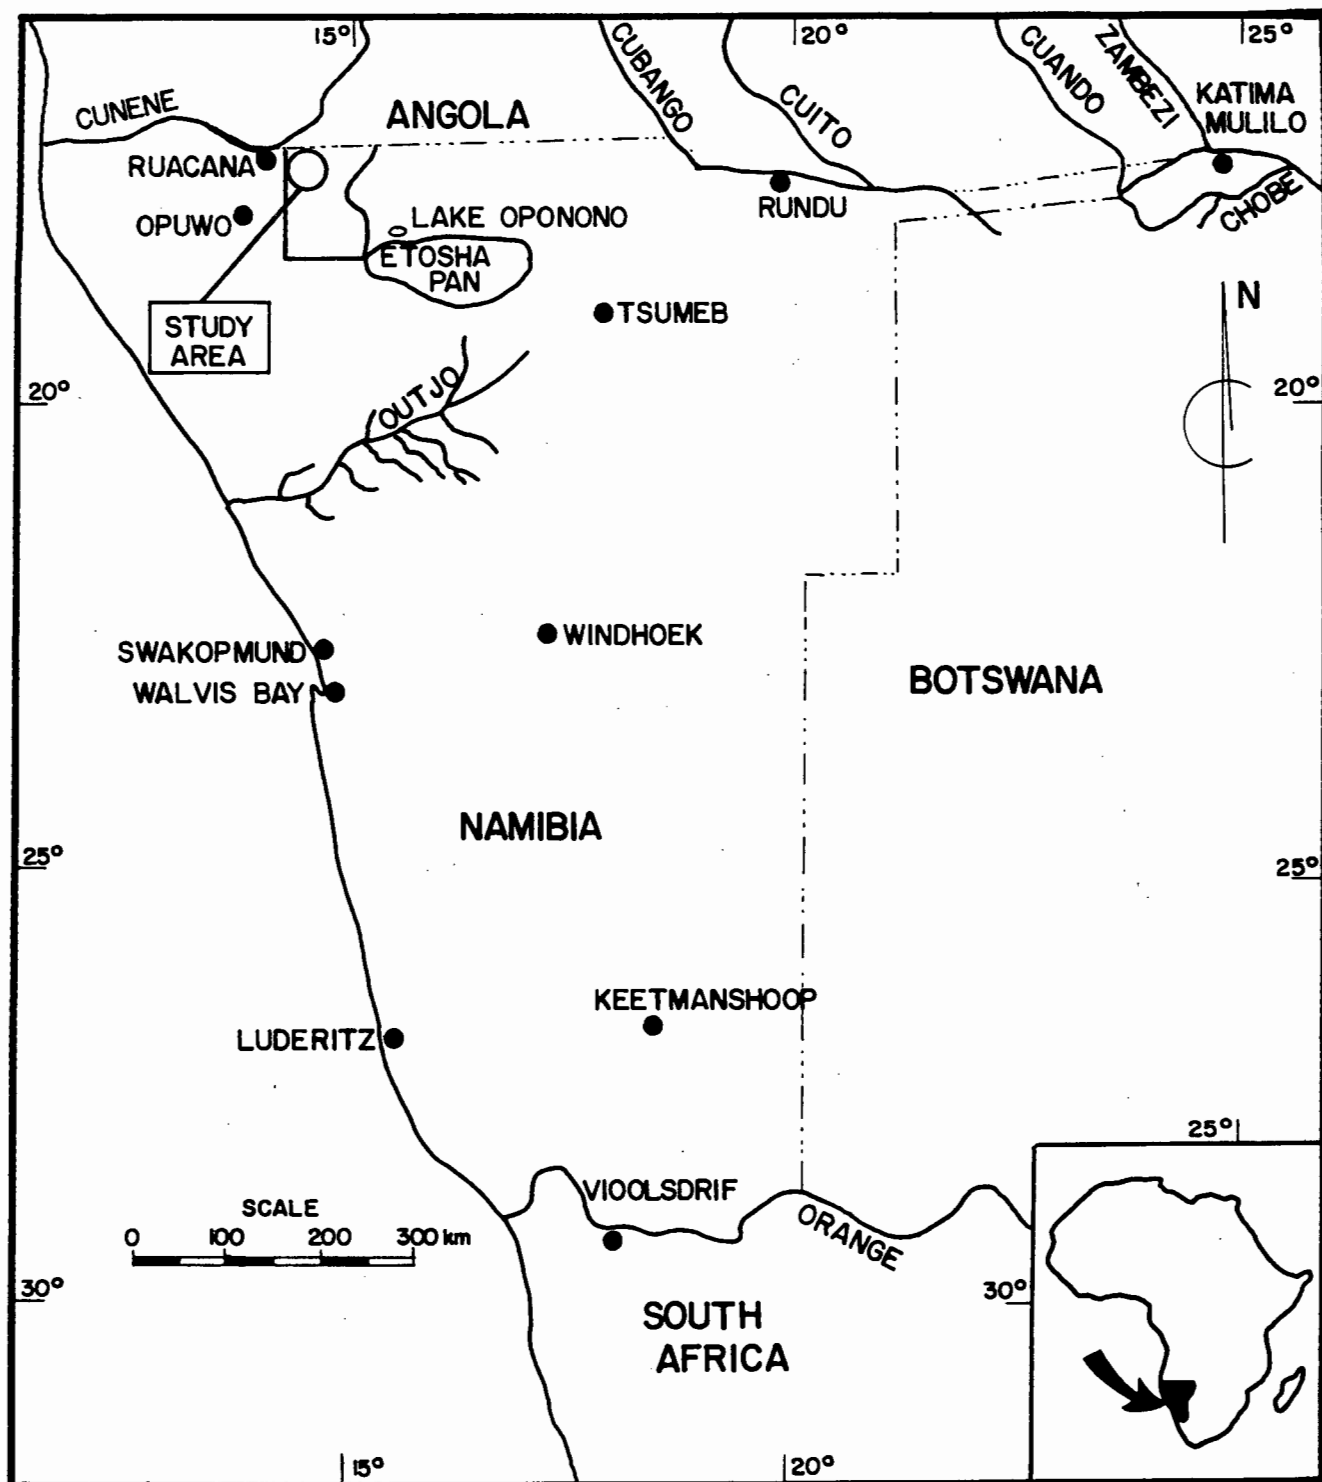 15°
20°
25°
CUNENE
ANGOLA
CUBANGO
CUITO
CUANDO
ZAMBEZI
KATIMA
MULILO
RUACANA
OPUWO
LAKE OPONONO
ETOSHA
PAN
RUNDU
CHOBE
STUDY
AREA
TSUMEB
N
20°
OUTJO
20°
SWAKOPMUND
WINDHOEK
WALVIS BAY
BOTSWANA
NAMIBIA
25°
25°
KEETMANSHOOP
LUDERITZ
25°
VIOOLSDRIF
ORANGE
SCALE
0 100 200 300 km
30°
30°
SOUTH
AFRICA
15°
20°